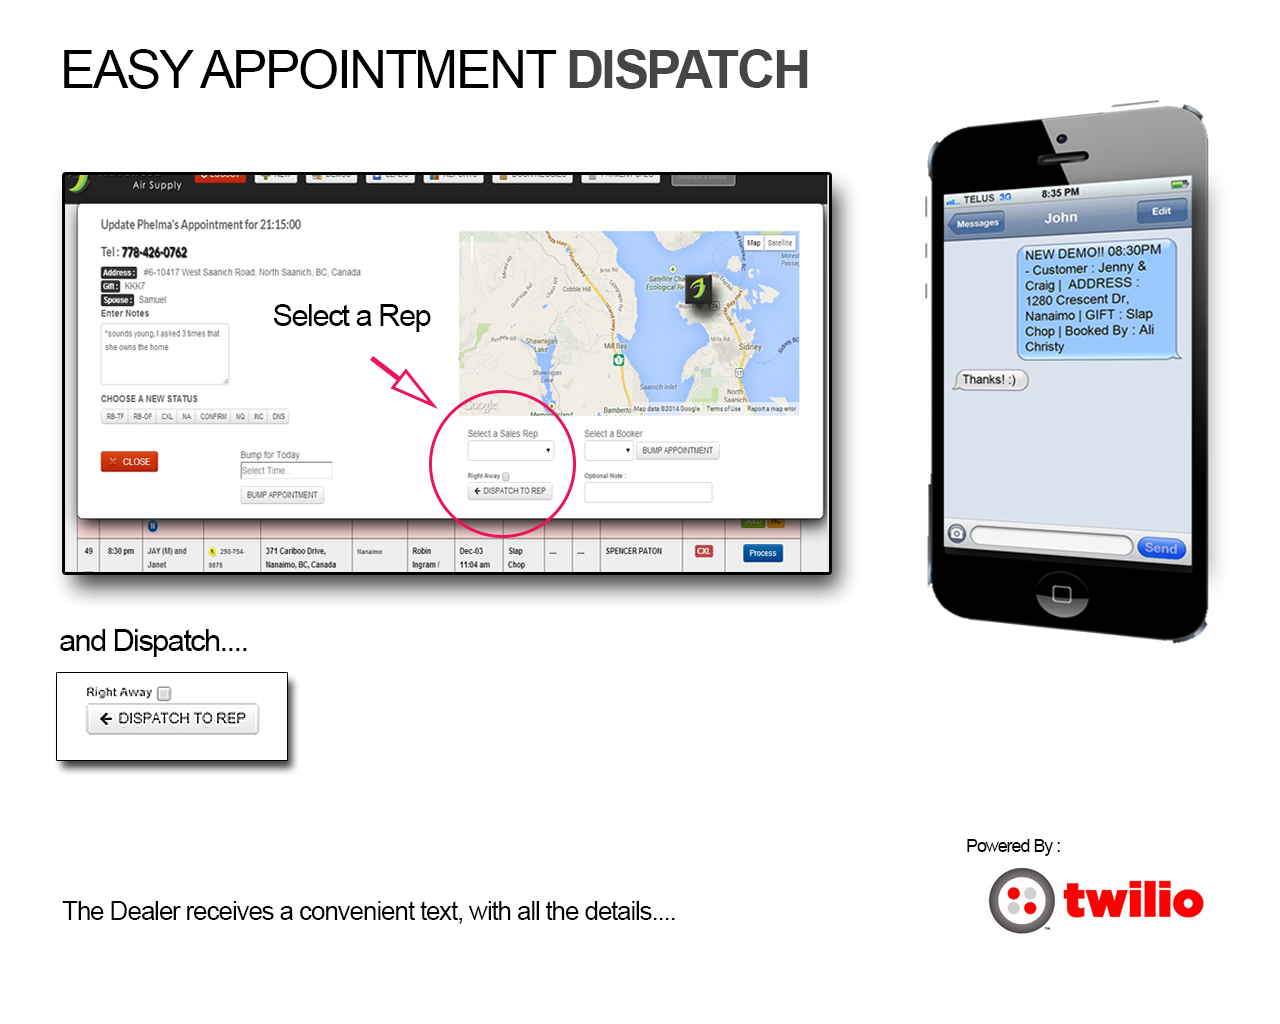 EASY APPOINTMENT DISPATCH
Air Supply
Update Phelma's Appointment for 21:15:00
Tel : 778-426-0762
Address : #6-10417 West Saanich Road, North Saanich, BC, Canada
Gift : KKK7
Spouse : Samuel
Enter Notes
*sounds young, I asked 3 times that
she owns the home
CHOOSE A NEW STATUS
RB-TF RB-OF CXL NA CONFIRM NQ INC DNS
CLOSE
Bump for Today
Select Time...
BUMP APPOINTMENT
Select a Rep
Map Satellite
Cobble Hill
Mill Bay
Shawnigan
Lake
Shawnigan
Lake
Sidney
Saanich Inlet
North
Saanich
Bamberto
Google
Map data ©2014 Google Terms of Use Report a map error
Select a Sales Rep
Right Away
DISPATCH TO REP
Select a Booker
BUMP APPOINTMENT
Optional Note :
49 8:30 pm JAY (M) and Janet 250-754-5875 371 Cariboo Drive, Nanaimo, BC, Canada Nanaimo Robin Ingram / Dec-03 11:04 am Slap Chop --- --- SPENCER PATON CXL Process
TELUS 3G 8:35 PM
Messages John Edit
NEW DEMO!! 08:30PM
- Customer : Jenny &
Craig | ADDRESS :
1280 Crescent Dr,
Nanaimo | GIFT : Slap
Chop | Booked By : Ali
Christy
Thanks! :)
Send
and Dispatch....
Right Away
DISPATCH TO REP
The Dealer receives a convenient text, with all the details....
Powered By :
twilio